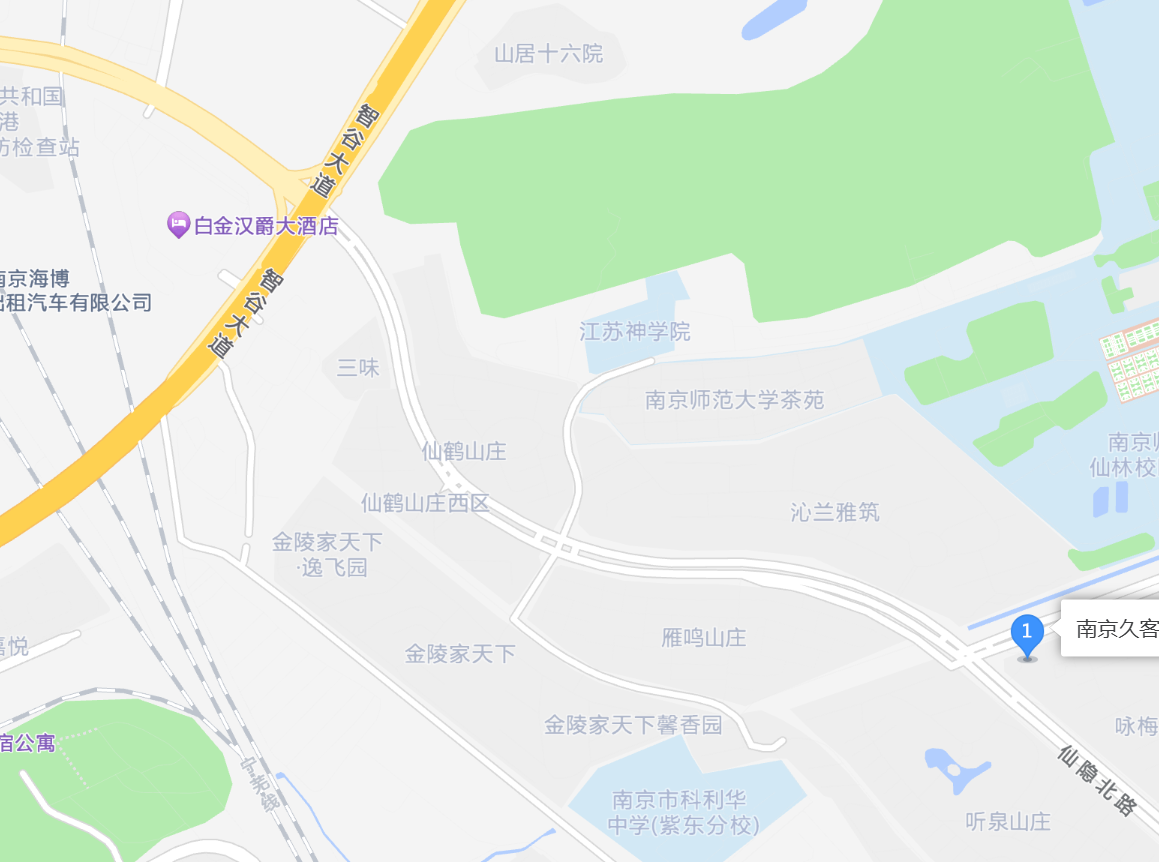 山居十六院
共和国
港
防检查站
智谷大道
白金汉爵大酒店
南京海博
出租汽车有限公司
智谷大道
江苏神学院
三味
南京师范大学茶苑
仙鹤山庄
南京师
仙林校
仙鹤山庄西区
沁兰雅筑
金陵家天下
·逸飞园
1
南京久客
雁鸣山庄
嘉悦
金陵家天下
金陵家天下馨香园
咏梅
宿公寓
宁芜线
仙隐北路
南京市科利华
中学(紫东分校)
听泉山庄